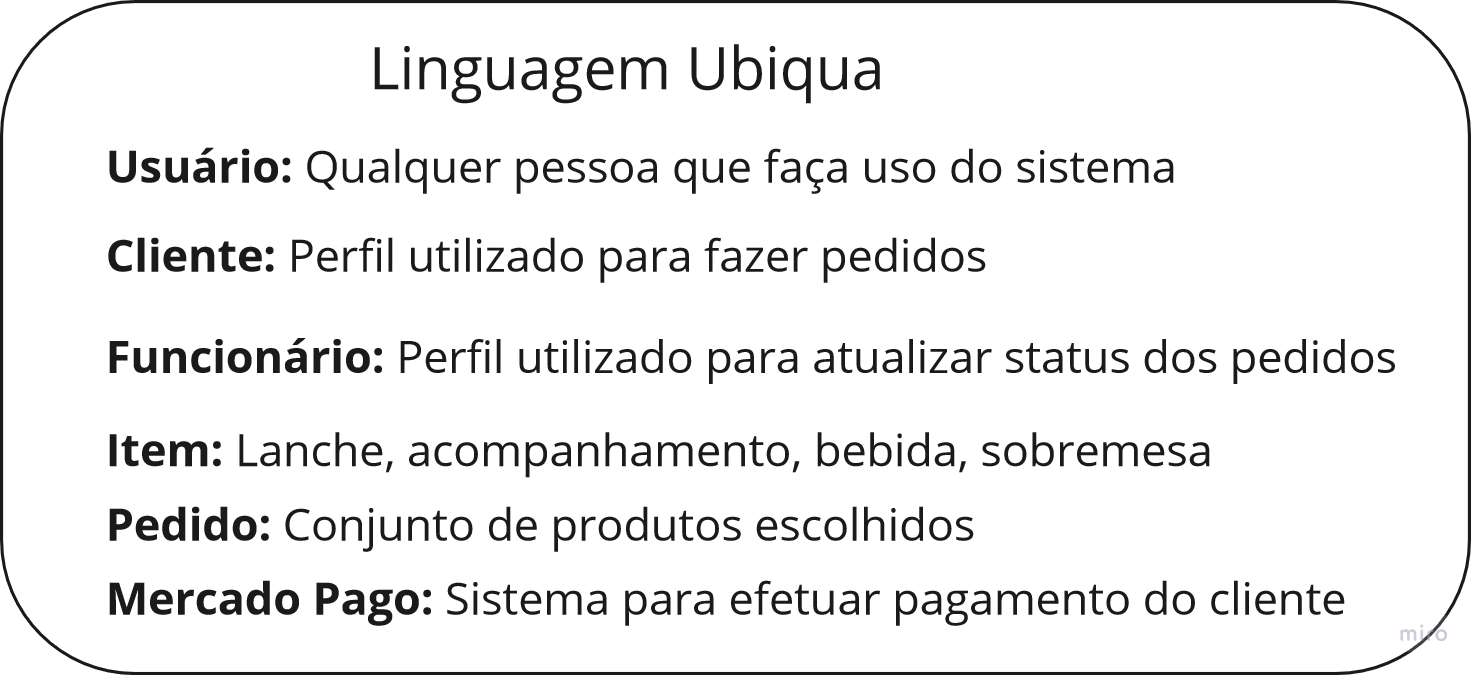 Linguagem Ubiqua
Usuário: Qualquer pessoa que faça uso do sistema
Cliente: Perfil utilizado para fazer pedidos
Funcionário: Perfil utilizado para atualizar status dos pedidos
Item: Lanche, acompanhamento, bebida, sobremesa
Pedido: Conjunto de produtos escolhidos
Mercado Pago: Sistema para efetuar pagamento do cliente
miro